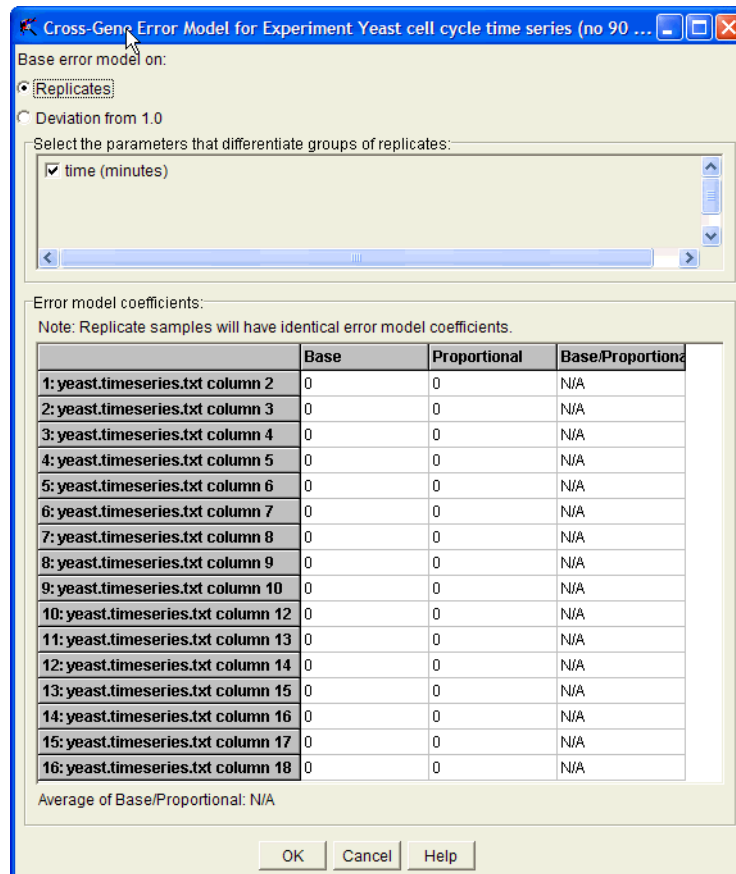 Cross-Gene Error Model for Experiment Yeast cell cycle time series (no 90 ...
Base error model on:
Replicates
Deviation from 1.0
Select the parameters that differentiate groups of replicates:
time (minutes)
Error model coefficients:
Note: Replicate samples will have identical error model coefficients.
Base Proportional Base/Proportiona
1: yeast.timeseries.txt column 2 0 0 N/A
2: yeast.timeseries.txt column 3 0 0 N/A
3: yeast.timeseries.txt column 4 0 0 N/A
4: yeast.timeseries.txt column 5 0 0 N/A
5: yeast.timeseries.txt column 6 0 0 N/A
6: yeast.timeseries.txt column 7 0 0 N/A
7: yeast.timeseries.txt column 8 0 0 N/A
8: yeast.timeseries.txt column 9 0 0 N/A
9: yeast.timeseries.txt column 10 0 0 N/A
10: yeast.timeseries.txt column 12 0 0 N/A
11: yeast.timeseries.txt column 13 0 0 N/A
12: yeast.timeseries.txt column 14 0 0 N/A
13: yeast.timeseries.txt column 15 0 0 N/A
14: yeast.timeseries.txt column 16 0 0 N/A
15: yeast.timeseries.txt column 17 0 0 N/A
16: yeast.timeseries.txt column 18 0 0 N/A
Average of Base/Proportional: N/A
OK Cancel Help